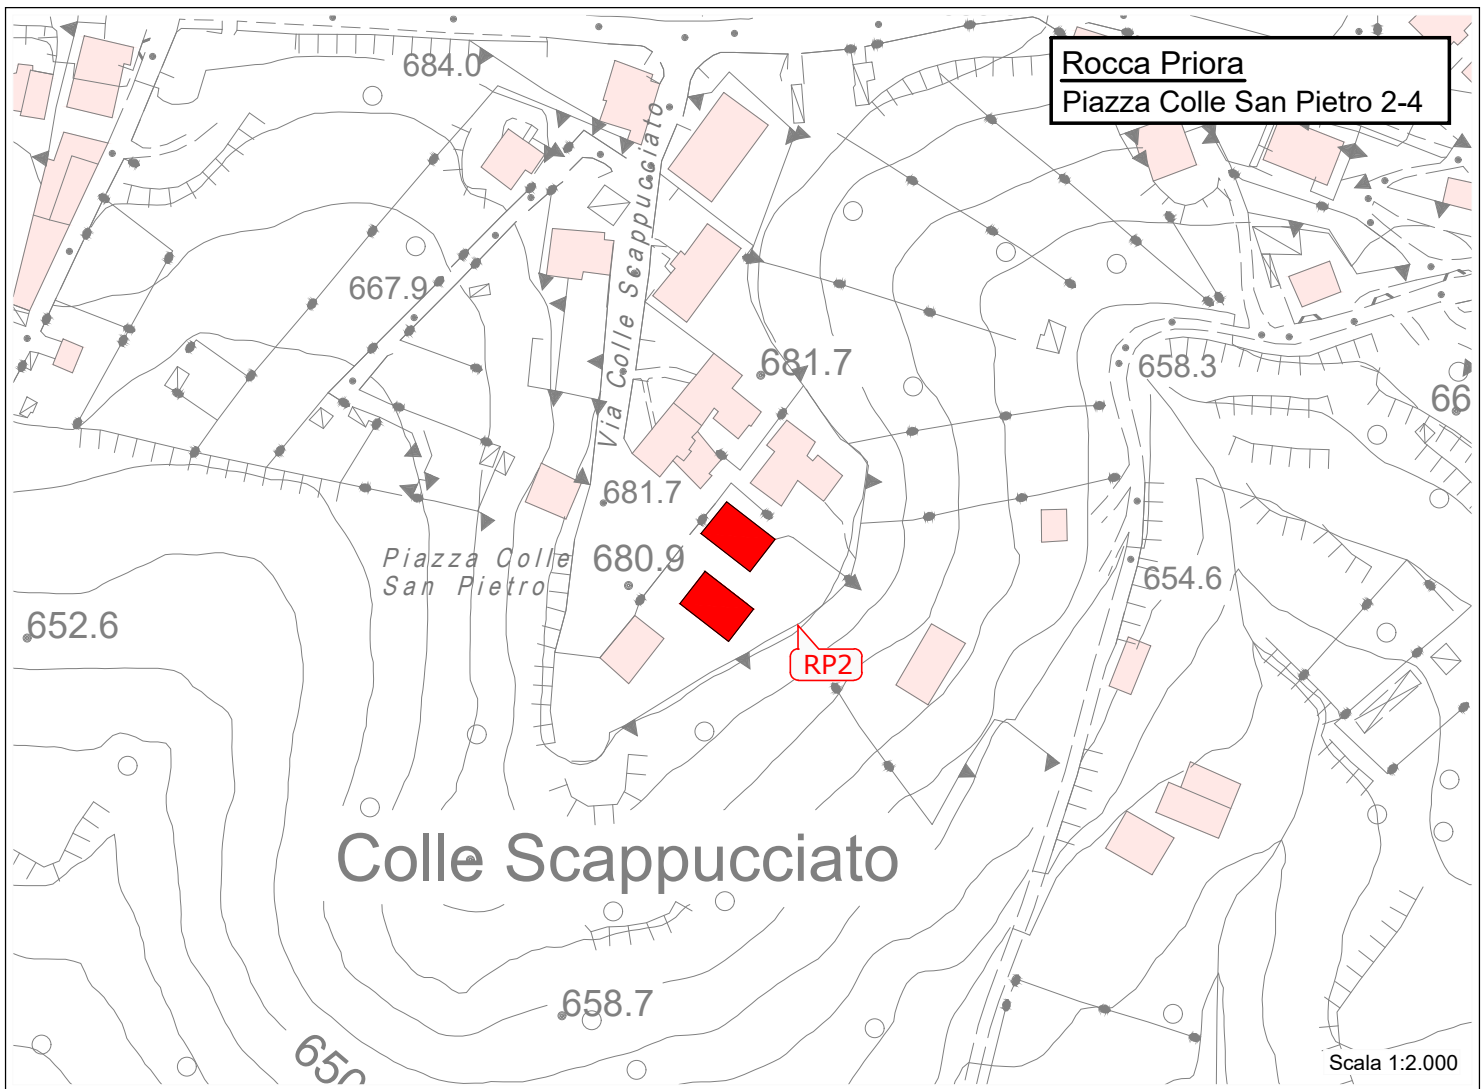 Rocca Priora
Piazza Colle San Pietro 2-4
684.0
Via Colle Scappucciato
667.9
681.7
658.3
66
681.7
680.9
Piazza Colle
San Pietro
654.6
652.6
RP2
Colle Scappucciato
658.7
650
Scala 1:2.000